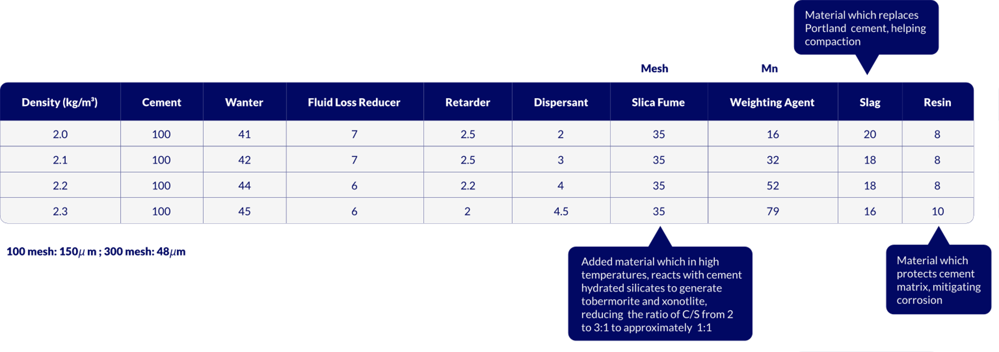 Material which replaces
Portland cement, helping
compaction
Mesh Mn
Density (kg/m³) Cement Wanter Fluid Loss Reducer Retarder Dispersant Slica Fume Weighting Agent Slag Resin
2.0 100 41 7 2.5 2 35 16 20 8
2.1 100 42 7 2.5 3 35 32 18 8
2.2 100 44 6 2.2 4 35 52 18 8
2.3 100 45 6 2 4.5 35 79 16 10
100 mesh: 150μ m ; 300 mesh: 48μm
Added material which in high
temperatures, reacts with cement
hydrated silicates to generate
tobermorite and xonotlite,
reducing the ratio of C/S from 2
to 3:1 to approximately 1:1
Material which
protects cement
matrix, mitigating
corrosion